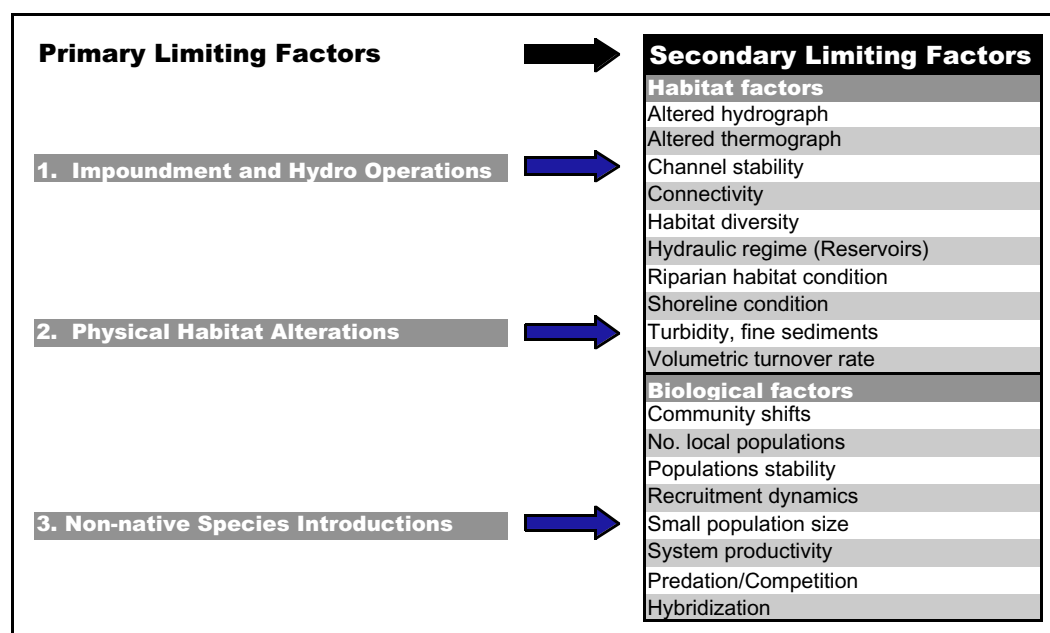 Primary Limiting Factors
Secondary Limiting Factors
Habitat factors
Altered hydrograph
Altered thermograph
1. Impoundment and Hydro Operations
Channel stability
Connectivity
Habitat diversity
Hydraulic regime (Reservoirs)
Riparian habitat condition
Shoreline condition
2. Physical Habitat Alterations
Turbidity, fine sediments
Volumetric turnover rate
Biological factors
Community shifts
No. local populations
Populations stability
Recruitment dynamics
3. Non-native Species Introductions
Small population size
System productivity
Predation/Competition
Hybridization